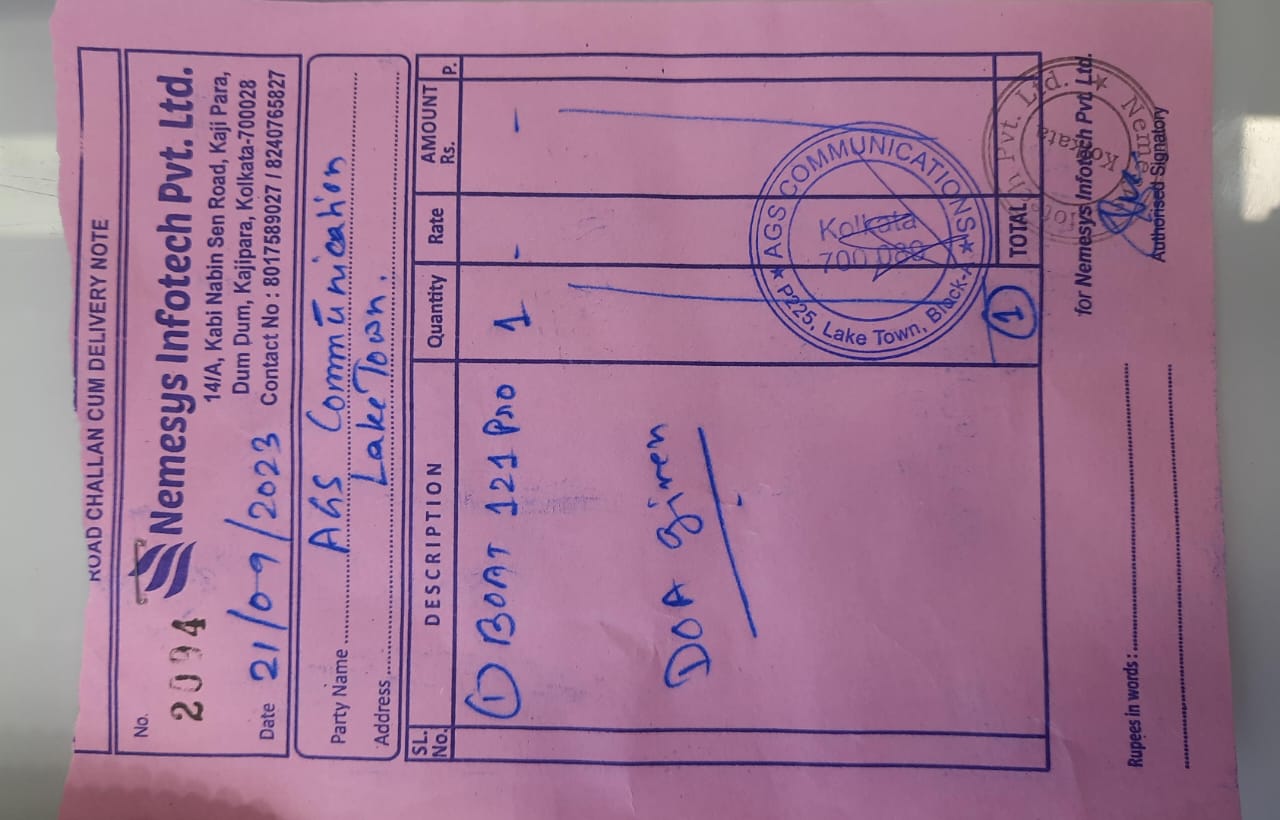 ROAD CHALLAN CUM DELIVERY NOTE
No.
2094
Nemesys Infotech Pvt. Ltd.
14/A, Kabi Nabin Sen Road, Kaji Para,
Dum Dum, Kajipara, Kolkata-700028
Date 21/09/2023 Contact No : 8017589027 / 8240765827
Party Name AGS Communication
Address Lake Town.
SL. No. DESCRIPTION Quantity Rate AMOUNT Rs. P.
① BOAT 121 Pro 1 - -
DOA given
★ AGS COMMUNICATIONS ★
P225, Lake Town, Block-A
Kolkata
① TOTAL
for Nemesys Infotech Pvt. Ltd.
Nemesys Infotech Pvt. Ltd. ★
Kolkata
Rupees in words :
Authorised Signatory